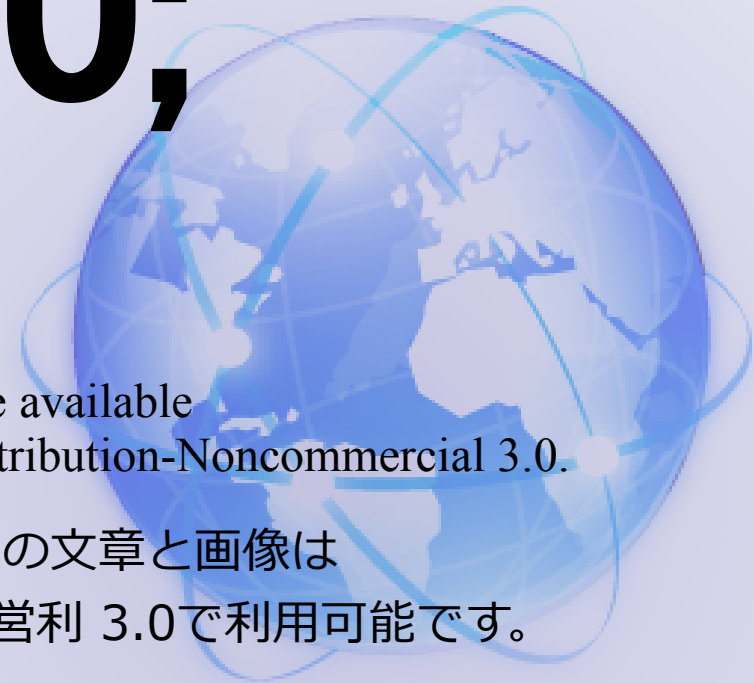 0;
e available
tribution-Noncommercial 3.0.
の文章と画像は
営利 3.0で利用可能です。